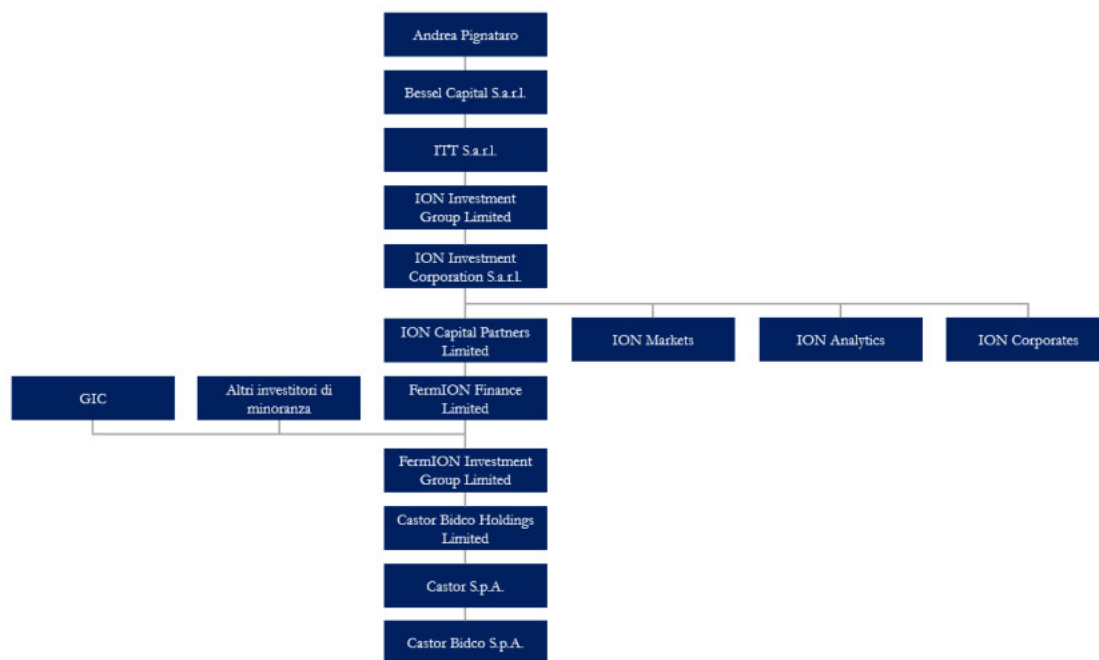 Andrea Pignataro
Bessel Capital S.a.r.l.
ITT S.a.r.l.
ION Investment
Group Limited
ION Investment
Corporation S.a.r.l.
ION Capital Partners
Limited
ION Markets
ION Analytics
ION Corporates
GIC
Altri investitori di
minoranza
FermION Finance
Limited
FermION Investment
Group Limited
Castor Bidco Holdings
Limited
Castor S.p.A.
Castor Bidco S.p.A.